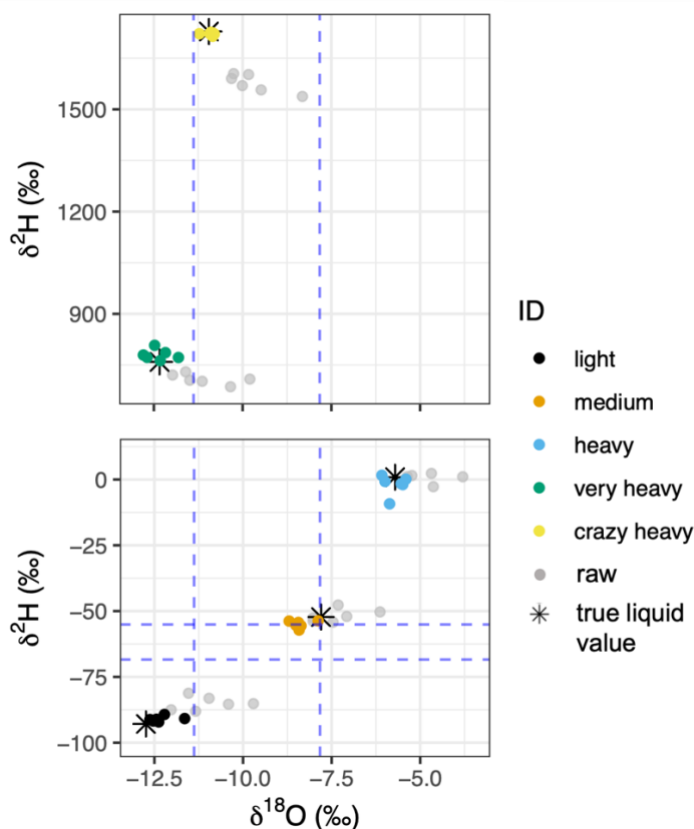 1500
1200
900
δ²H (‰)
0
−25
−50
−75
−100
δ²H (‰)
−12.5 −10.0 −7.5 −5.0
δ¹⁸O (‰)
ID
light
medium
heavy
very heavy
crazy heavy
raw
true liquid
value